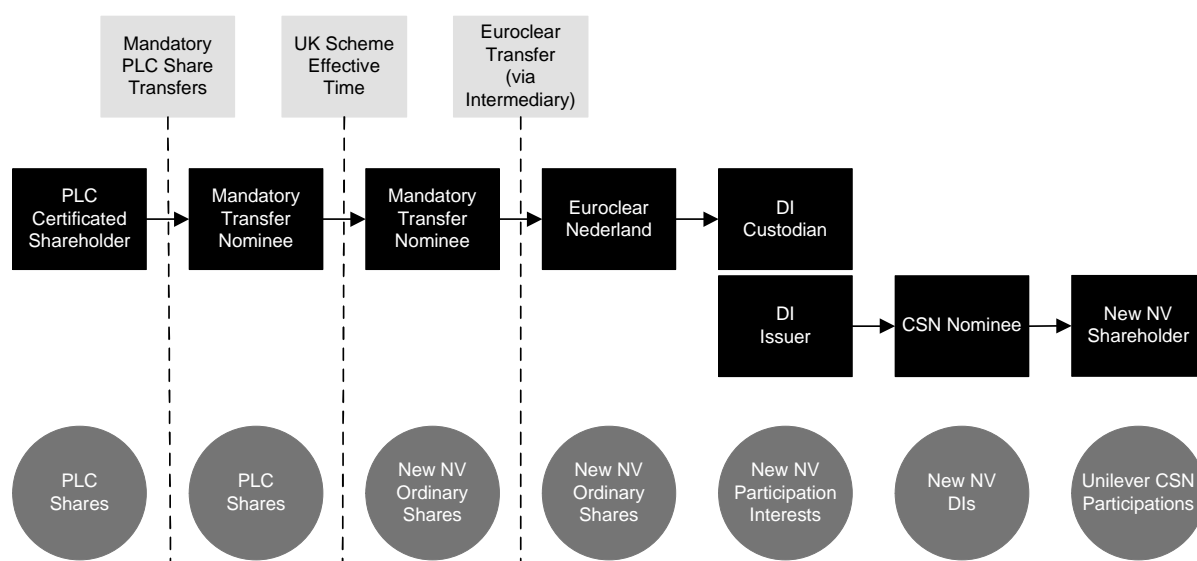 Mandatory
PLC Share
Transfers
UK Scheme
Effective
Time
Euroclear
Transfer
(via
Intermediary)
PLC
Certificated
Shareholder
Mandatory
Transfer
Nominee
Mandatory
Transfer
Nominee
Euroclear
Nederland
DI
Custodian
DI
Issuer
CSN Nominee
New NV
Shareholder
PLC
Shares
PLC
Shares
New NV
Ordinary
Shares
New NV
Ordinary
Shares
New NV
Participation
Interests
New NV
DIs
Unilever CSN
Participations